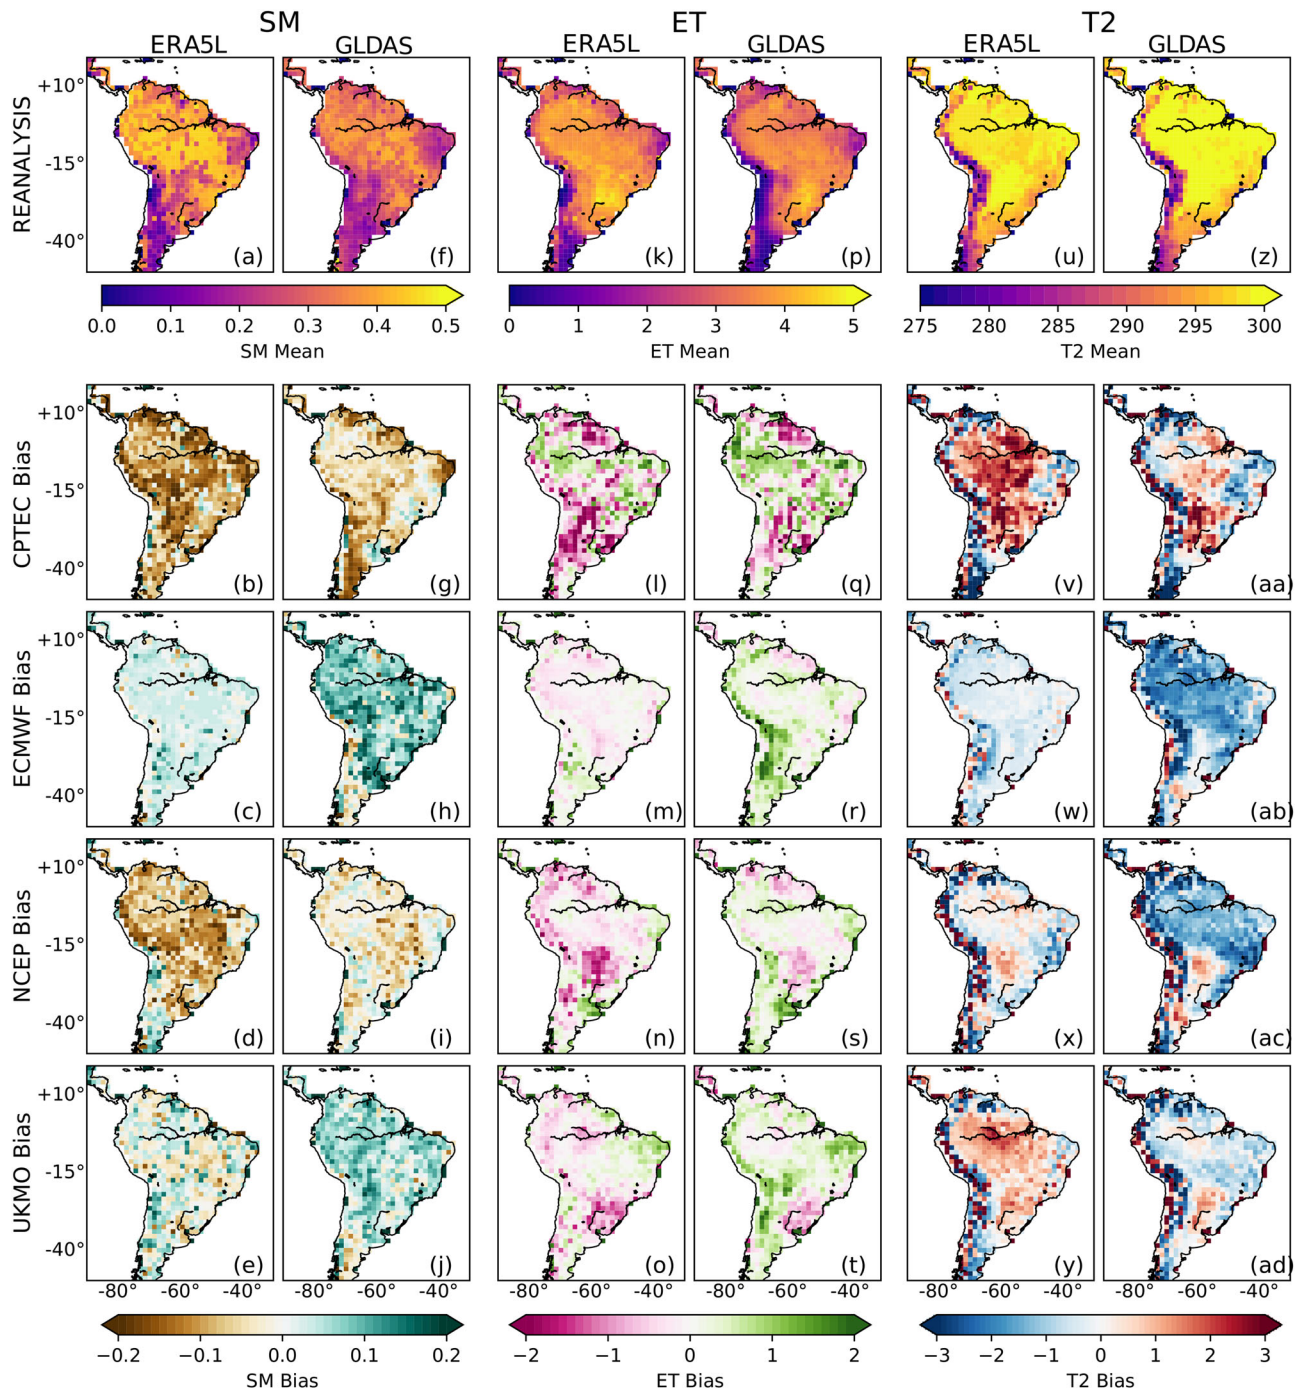 SM ET T2
ERA5L GLDAS ERA5L GLDAS ERA5L GLDAS
REANALYSIS
+10°
-15°
-40°
(a) (f) (k) (p) (u) (z)
0.0 0.1 0.2 0.3 0.4 0.5 0 1 2 3 4 5 275 280 285 290 295 300
SM Mean ET Mean T2 Mean
CPTEC Bias
+10°
-15°
-40°
(b) (g) (l) (q) (v) (aa)
ECMWF Bias
+10°
-15°
-40°
(c) (h) (m) (r) (w) (ab)
NCEP Bias
+10°
-15°
-40°
(d) (i) (n) (s) (x) (ac)
UKMO Bias
+10°
-15°
-40°
(e) (j) (o) (t) (y) (ad)
-80° -60° -40° -80° -60° -40° -80° -60° -40° -80° -60° -40° -80° -60° -40° -80° -60° -40°
−0.2 −0.1 0.0 0.1 0.2 −2 −1 0 1 2 −3 −2 −1 0 1 2 3
SM Bias ET Bias T2 Bias